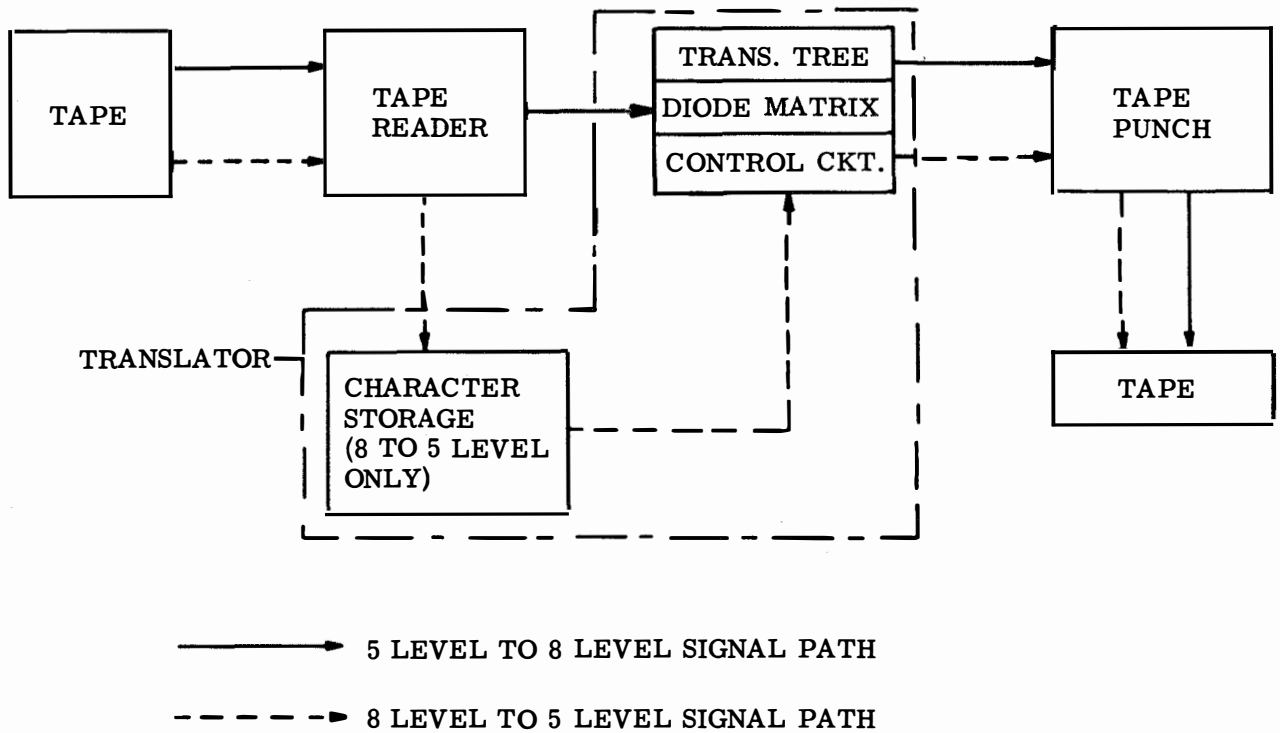 TAPE
TAPE
READER
TRANS. TREE
DIODE MATRIX
CONTROL CKT.
TAPE
PUNCH
TRANSLATOR
CHARACTER
STORAGE
(8 TO 5 LEVEL
ONLY)
TAPE
5 LEVEL TO 8 LEVEL SIGNAL PATH
8 LEVEL TO 5 LEVEL SIGNAL PATH